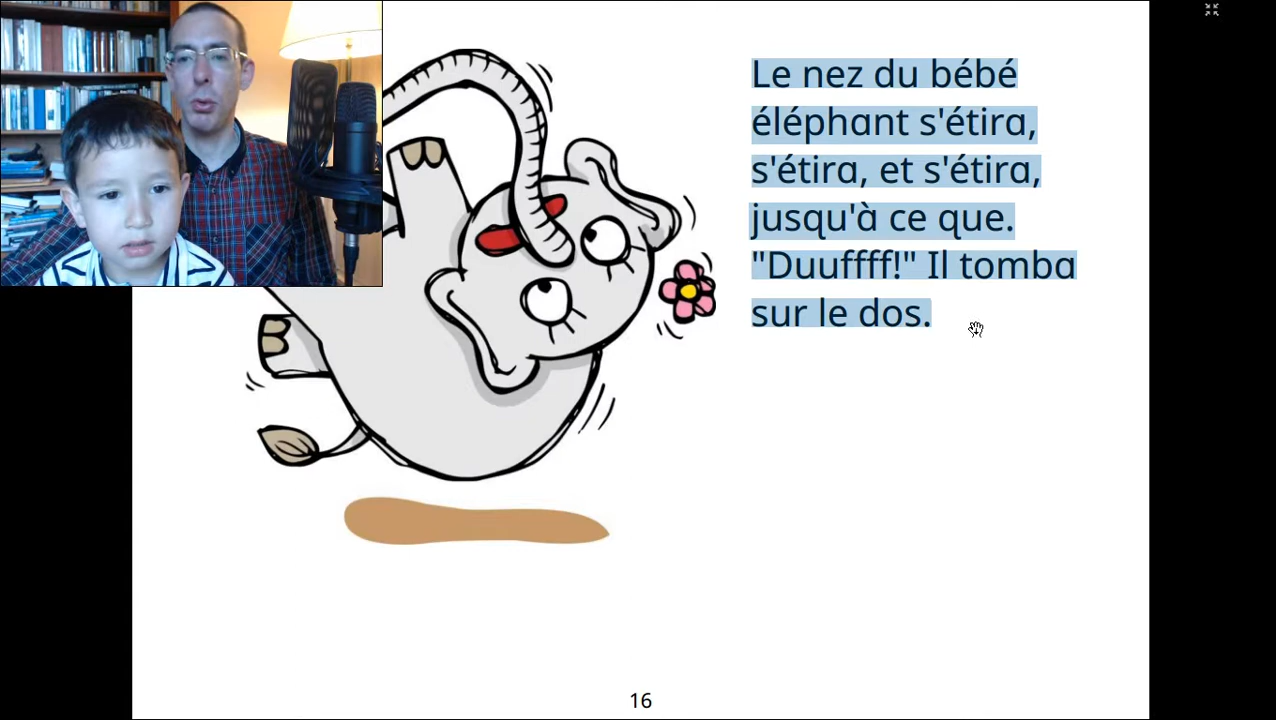 Le nez du bébé
éléphant s'étira,
s'étira, et s'étira,
jusqu'à ce que.
"Duuffff!" Il tomba
sur le dos.
16